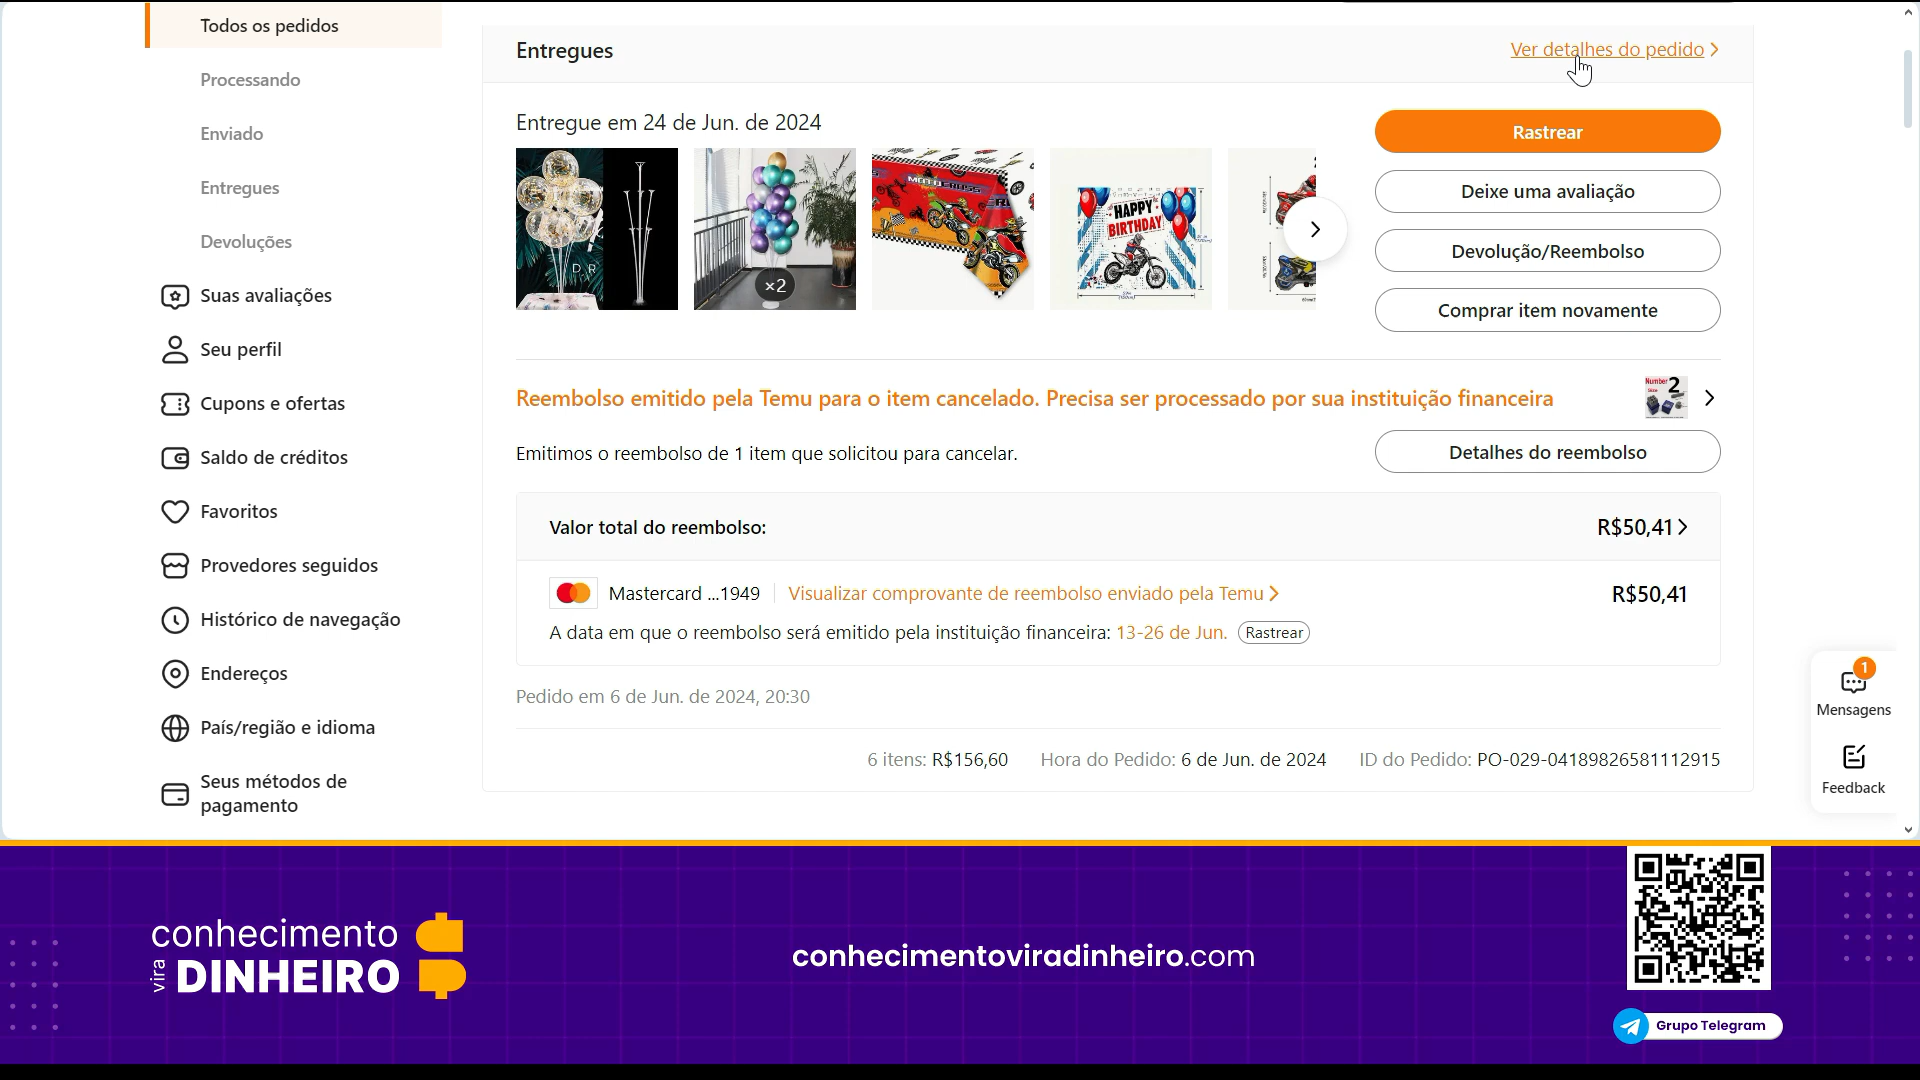 Todos os pedidos
Processando
Enviado
Entregues
Devoluções
Suas avaliações
Seu perfil
Cupons e ofertas
Saldo de créditos
Favoritos
Provedores seguidos
Histórico de navegação
Endereços
País/região e idioma
Seus métodos de
pagamento
Entregues
Ver detalhes do pedido
Entregue em 24 de Jun. de 2024
DR
×2
MOTOCROSS
HAPPY
BIRTHDAY
Rastrear
Deixe uma avaliação
Devolução/Reembolso
Comprar item novamente
Reembolso emitido pela Temu para o item cancelado. Precisa ser processado por sua instituição financeira
Number 2
Emitimos o reembolso de 1 item que solicitou para cancelar.
Detalhes do reembolso
Valor total do reembolso:
R$50,41
Mastercard ...1949
Visualizar comprovante de reembolso enviado pela Temu
R$50,41
A data em que o reembolso será emitido pela instituição financeira: 13-26 de Jun.
Rastrear
Pedido em 6 de Jun. de 2024, 20:30
6 itens: R$156,60
Hora do Pedido: 6 de Jun. de 2024
ID do Pedido: PO-029-04189826581112915
1
Mensagens
Feedback
conhecimento
vira
DINHEIRO
conhecimentoviradinheiro.com
Grupo Telegram